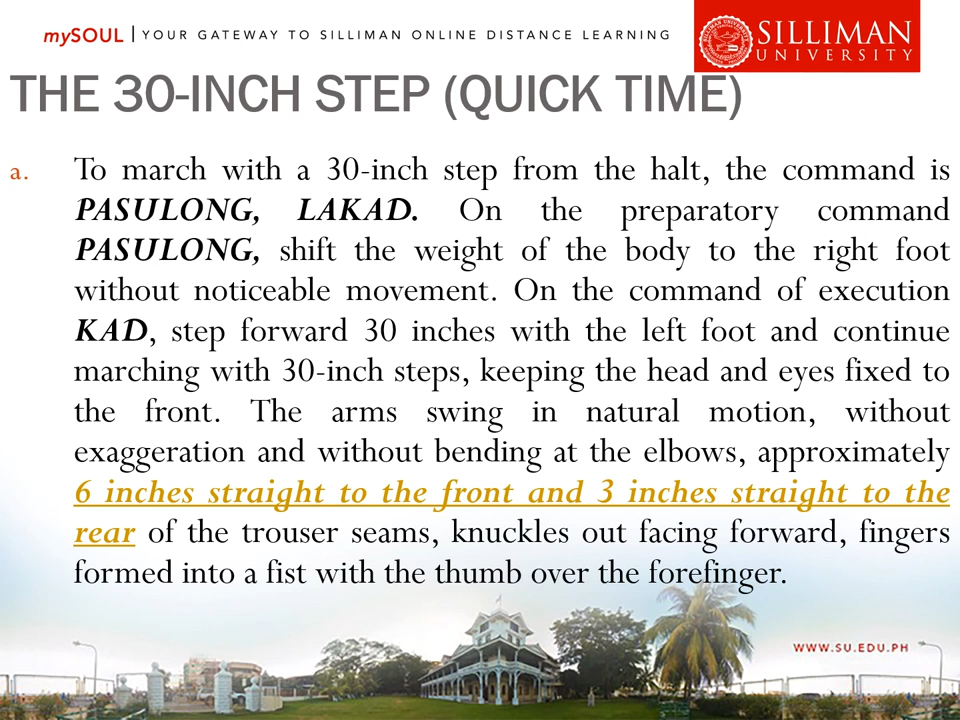 mySOUL | YOUR GATEWAY TO SILLIMAN ONLINE DISTANCE LEARNING
SILLIMAN
UNIVERSITY
THE 30-INCH STEP (QUICK TIME)
a. To march with a 30-inch step from the halt, the command is
PASULONG, LAKAD. On the preparatory command
PASULONG, shift the weight of the body to the right foot
without noticeable movement. On the command of execution
KAD, step forward 30 inches with the left foot and continue
marching with 30-inch steps, keeping the head and eyes fixed to
the front. The arms swing in natural motion, without
exaggeration and without bending at the elbows, approximately
6 inches straight to the front and 3 inches straight to the
rear of the trouser seams, knuckles out facing forward, fingers
formed into a fist with the thumb over the forefinger.
WWW.SU.EDU.PH